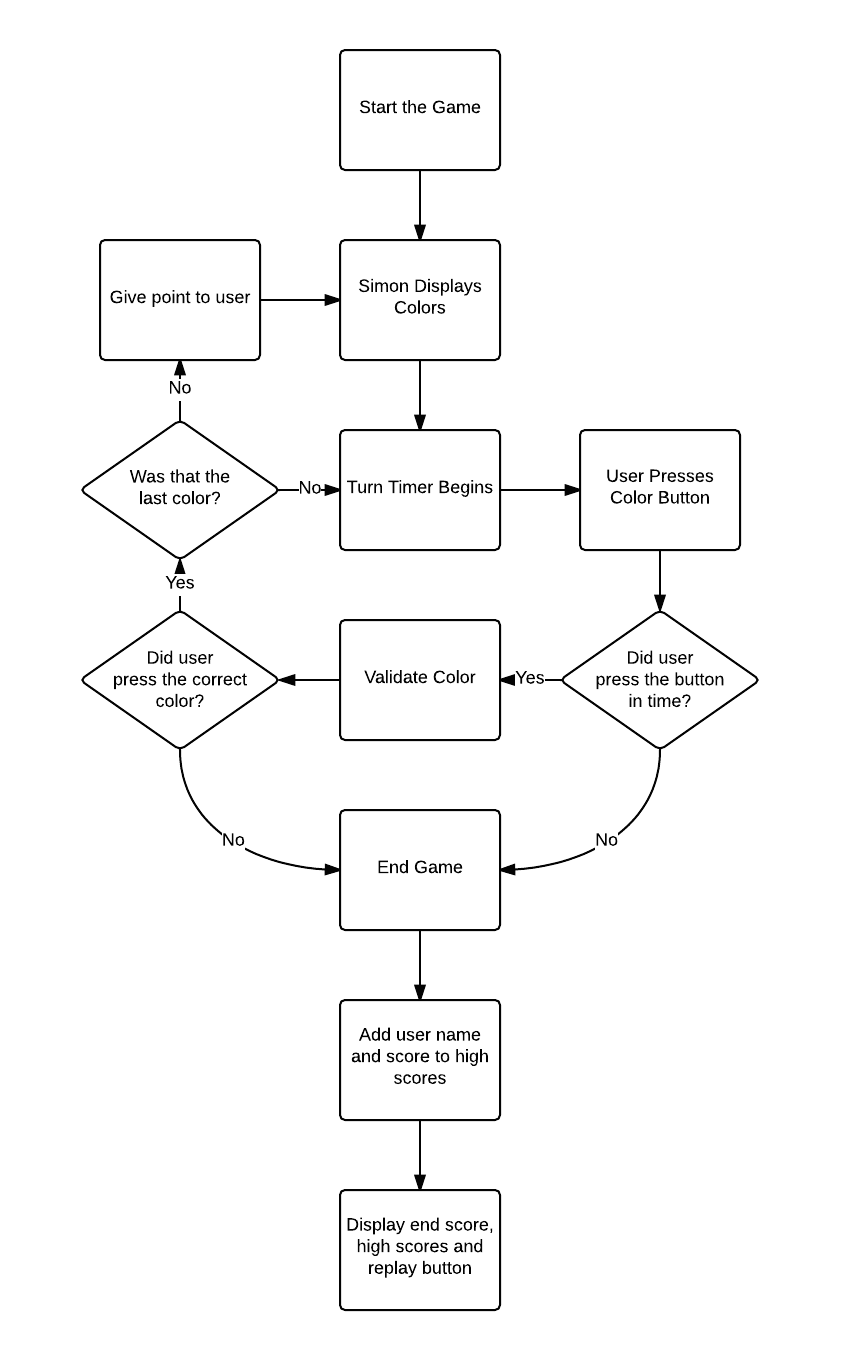 Start the Game
Give point to user
Simon Displays
Colors
No
Was that the
last color?
No
Turn Timer Begins
User Presses
Color Button
Yes
Did user
press the correct
color?
Validate Color
Yes
Did user
press the button
in time?
No
End Game
No
Add user name
and score to high
scores
Display end score,
high scores and
replay button